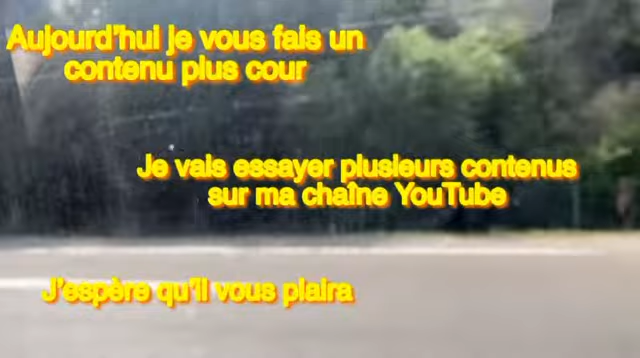 Aujourd'hui je vous fais un
contenu plus cour
Je vais essayer plusieurs contenus
sur ma chaîne YouTube
J'espère qu'il vous plaira